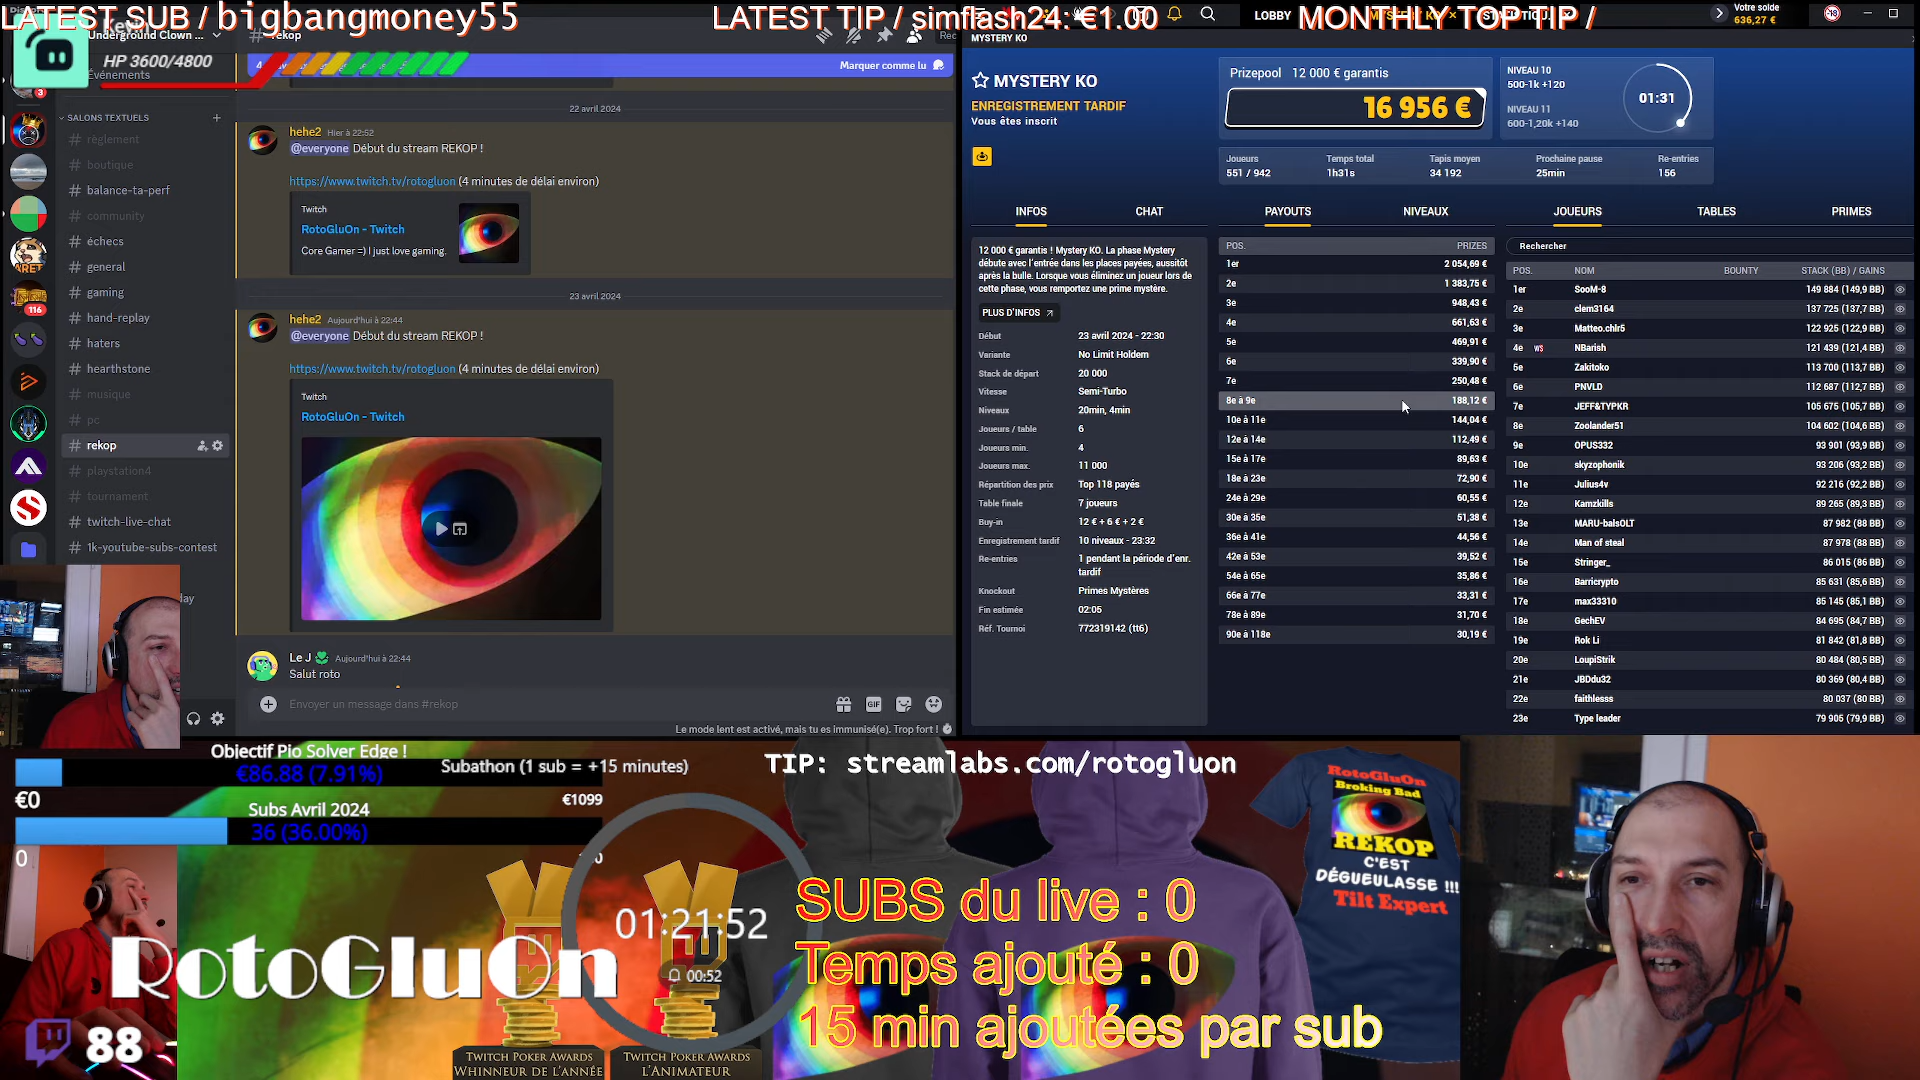 LATEST SUB / bigbangmoney55
LATEST TIP / simflash24: €1.00
MONTHLY TOP TIP /
HP 3600/4800
Underground Clown ...
Événements
SALONS TEXTUELS
# règlement
# boutique
# balance-ta-perf
# community
# échecs
# general
# gaming
# hand-replay
# haters
# hearthstone
# musique
# pc
# rekop
# playstation4
# tournament
# twitch-live-chat
# 1k-youtube-subs-contest
3
116
Marquer comme lu
22 avril 2024
hehe2 Hier à 22:52
@everyone Début du stream REKOP !
https://www.twitch.tv/rotogluon (4 minutes de délai environ)
Twitch
RotoGluOn - Twitch
Core Gamer =) I just love gaming.
23 avril 2024
hehe2 Aujourd'hui à 22:44
@everyone Début du stream REKOP !
https://www.twitch.tv/rotogluon (4 minutes de délai environ)
Twitch
RotoGluOn - Twitch
Le J Aujourd'hui à 22:44
Salut roto
Envoyer un message dans #rekop
GIF
Le mode lent est activé, mais tu es immunisé(e). Trop fort !
LOBBY
Votre solde
636,27 €
MYSTERY KO
MYSTERY KO
ENREGISTREMENT TARDIF
Vous êtes inscrit
Prizepool 12 000 € garantis
16 956 €
NIVEAU 10
500-1k +120
NIVEAU 11
600-1,20k +140
01:31
Joueurs Temps total Tapis moyen Prochaine pause Re-entries
551 / 942 1h31s 34 192 25min 156
INFOS CHAT PAYOUTS NIVEAUX JOUEURS TABLES PRIMES
12 000 € garantis ! Mystery KO. La phase Mystery
débute avec l'entrée dans les places payées, aussitôt
après la bulle. Lorsque vous éliminez un joueur lors de
cette phase, vous remportez une prime mystère.
PLUS D'INFOS
Début 23 avril 2024 - 22:30
Variante No Limit Holdem
Stack de départ 20 000
Vitesse Semi-Turbo
Niveaux 20min, 4min
Joueurs / table 6
Joueurs min. 4
Joueurs max. 11 000
Répartition des prix Top 118 payés
Table finale 7 joueurs
Buy-in 12 € + 6 € + 2 €
Enregistrement tardif 10 niveaux - 23:32
Re-entries 1 pendant la période d'enr.
tardif
Knockout Primes Mystères
Fin estimée 02:05
Réf. Tournoi 772319142 (tt6)
POS. PRIZES
1er 2 054,69 €
2e 1 383,75 €
3e 948,43 €
4e 661,63 €
5e 469,91 €
6e 339,90 €
7e 250,48 €
8e à 9e 188,12 €
10e à 11e 144,04 €
12e à 14e 112,49 €
15e à 17e 89,63 €
18e à 23e 72,90 €
24e à 29e 60,55 €
30e à 35e 51,38 €
36e à 41e 44,56 €
42e à 53e 39,52 €
54e à 65e 35,86 €
66e à 77e 33,31 €
78e à 89e 31,70 €
90e à 118e 30,19 €
Rechercher
POS. NOM BOUNTY STACK (BB) / GAINS
1er SooM-8 149 884 (149,9 BB)
2e clem3164 137 725 (137,7 BB)
3e Matteo.chlr5 122 925 (122,9 BB)
4e WS NBarish 121 439 (121,4 BB)
5e Zakitoko 113 700 (113,7 BB)
6e PNVLD 112 687 (112,7 BB)
7e JEFF&TYPKR 105 675 (105,7 BB)
8e Zoolander51 104 602 (104,6 BB)
9e OPUS332 93 901 (93,9 BB)
10e skyzophonik 93 206 (93,2 BB)
11e Julius4v 92 216 (92,2 BB)
12e Kamzkills 89 265 (89,3 BB)
13e MARU-balsOLT 87 982 (88 BB)
14e Man of steal 87 978 (88 BB)
15e Stringer_ 86 015 (86 BB)
16e Barricrypto 85 631 (85,6 BB)
17e max33310 85 145 (85,1 BB)
18e GechEV 84 695 (84,7 BB)
19e Rok Li 81 842 (81,8 BB)
20e LoupiStrik 80 484 (80,5 BB)
21e JBDdu32 80 369 (80,4 BB)
22e faithlesss 80 037 (80 BB)
23e Type leader 79 905 (79,9 BB)
Objectif Pio Solver Edge !
€86.88 (7.91%)
€0 €1099
Subs Avril 2024
36 (36.00%)
0
Subathon (1 sub = +15 minutes)
TIP: streamlabs.com/rotogluon
01:21:52
00:52
RotoGluOn
88
TWITCH POKER AWARDS
WHINNEUR DE L'ANNÉE
TWITCH POKER AWARDS
L'ANIMATEUR
SUBS du live : 0
Temps ajouté : 0
15 min ajoutées par sub
RotoGluOn
Broking Bad
REKOP
C'EST
DÉGUEULASSE !!!
Tilt Expert